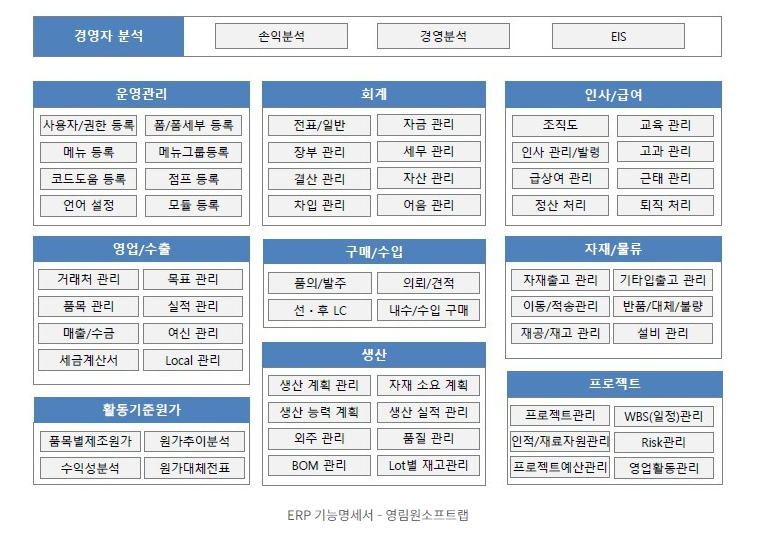 경영자 분석
손익분석
경영분석
EIS
운영관리
사용자/권한 등록
폼/폼세부 등록
메뉴 등록
메뉴그룹등록
코드도움 등록
점프 등록
언어 설정
모듈 등록
회계
전표/일반
자금 관리
장부 관리
세무 관리
결산 관리
자산 관리
차입 관리
어음 관리
인사/급여
조직도
교육 관리
인사 관리/발령
고과 관리
급상여 관리
근태 관리
정산 처리
퇴직 처리
영업/수출
거래처 관리
목표 관리
품목 관리
실적 관리
매출/수금
여신 관리
세금계산서
Local 관리
구매/수입
품의/발주
의뢰/견적
선・후 LC
내수/수입 구매
자재/물류
자재출고 관리
기타입출고 관리
이동/적송관리
반품/대체/불량
재공/재고 관리
설비 관리
생산
생산 계획 관리
자재 소요 계획
생산 능력 계획
생산 실적 관리
외주 관리
품질 관리
BOM 관리
Lot별 재고관리
활동기준원가
품목별제조원가
원가추이분석
수익성분석
원가대체전표
프로젝트
프로젝트관리
WBS(일정)관리
인적/재료자원관리
Risk관리
프로젝트예산관리
영업활동관리
ERP 기능명세서 - 영림원소프트랩